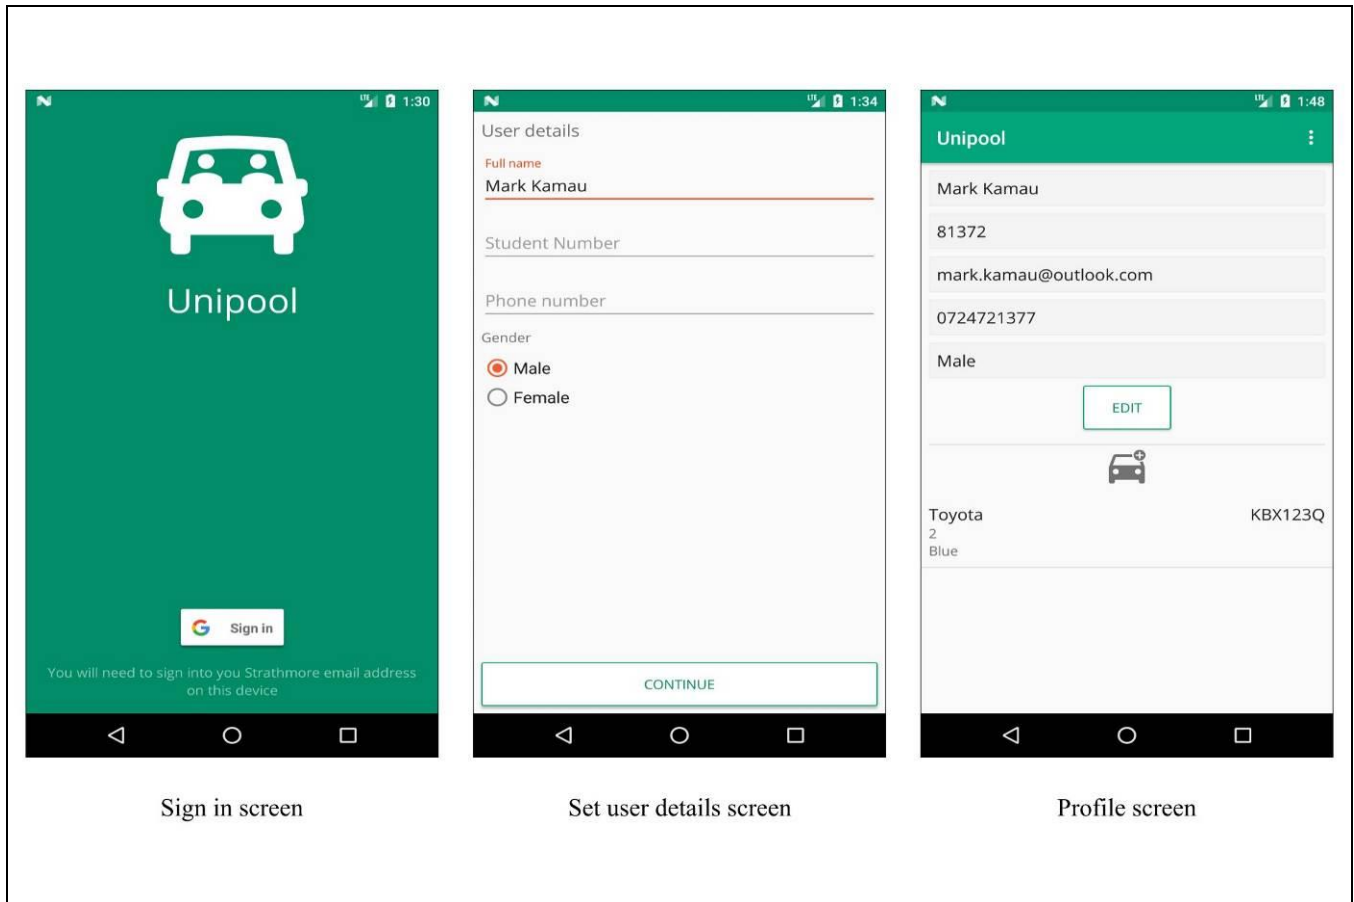 LTE 1:30
Unipool
Sign in
You will need to sign into you Strathmore email address
on this device
Sign in screen
LTE 1:34
User details
Full name
Mark Kamau
Student Number
Phone number
Gender
Male
Female
CONTINUE
Set user details screen
LTE 1:48
Unipool
Mark Kamau
81372
mark.kamau@outlook.com
0724721377
Male
EDIT
Toyota KBX123Q
2
Blue
Profile screen